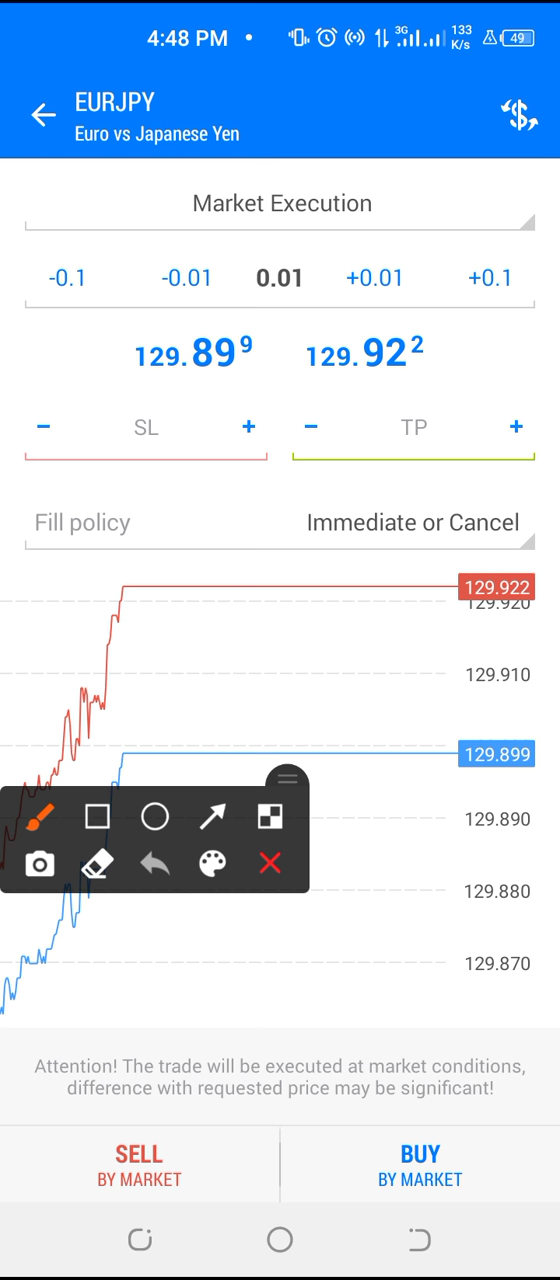 4:48 PM • 3G 133 K/s 49
EURJPY
Euro vs Japanese Yen
Market Execution
-0.1 -0.01 0.01 +0.01 +0.1
129.899 129.922
− SL + − TP +
Fill policy Immediate or Cancel
129.922
129.920
129.910
129.899
129.890
129.880
129.870
Attention! The trade will be executed at market conditions,
difference with requested price may be significant!
SELL BUY
BY MARKET BY MARKET